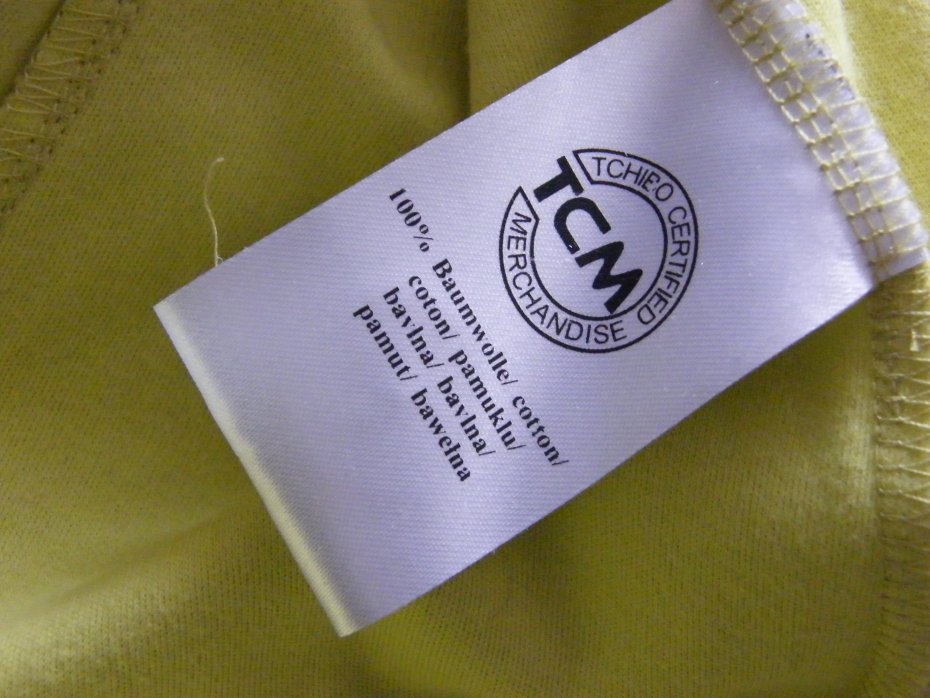 TCM
TCHIBO CERTIFIED
MERCHANDISE
100% Baumwolle/ cotton/
coton/ pamuklu/
bavlna/ bavlna/
pamut/ bawełna